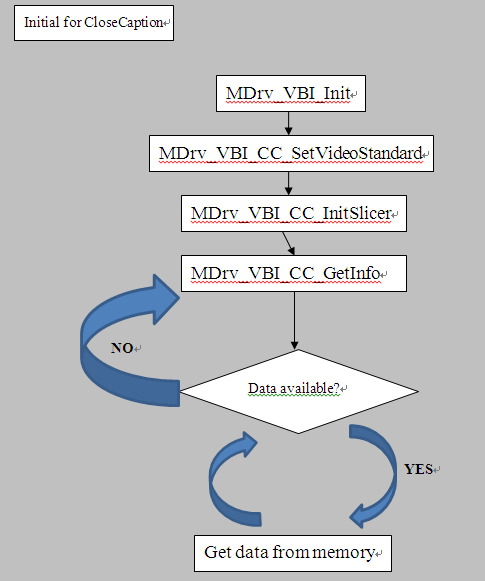 Initial for CloseCaption
MDrv_VBI_Init
MDrv_VBI_CC_SetVideoStandard
MDrv_VBI_CC_InitSlicer
MDrv_VBI_CC_GetInfo
NO
Data available?
YES
Get data from memory